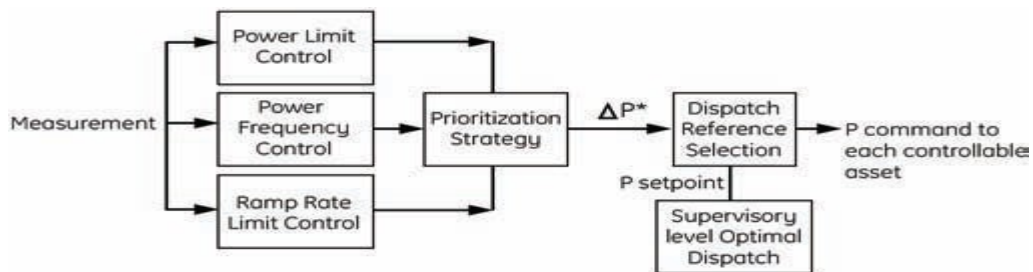 Power Limit
Control
Measurement
Power
Frequency
Control
Ramp Rate
Limit Control
Prioritization
Strategy
ΔP*
Dispatch
Reference
Selection
P command to
each controllable
asset
P setpoint
Supervisory
level Optimal
Dispatch